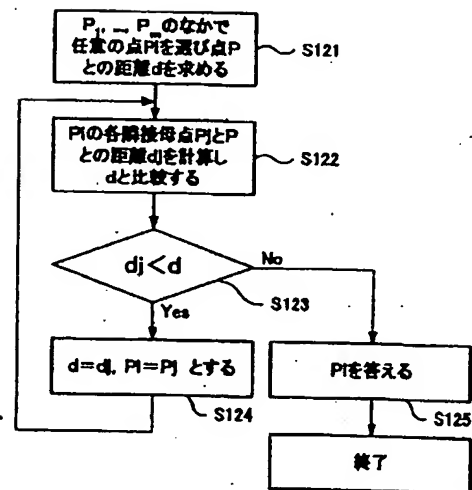 P₁, …, Pₘのなかで
任意の点Piを選び点P
との距離dを求める
S121
Piの各隣接母点PjとP
との距離djを計算し
dと比較する
S122
dj<d
No
S123
Yes
d=dj, Pi=Pj とする
S124
Piを答える
S125
終了